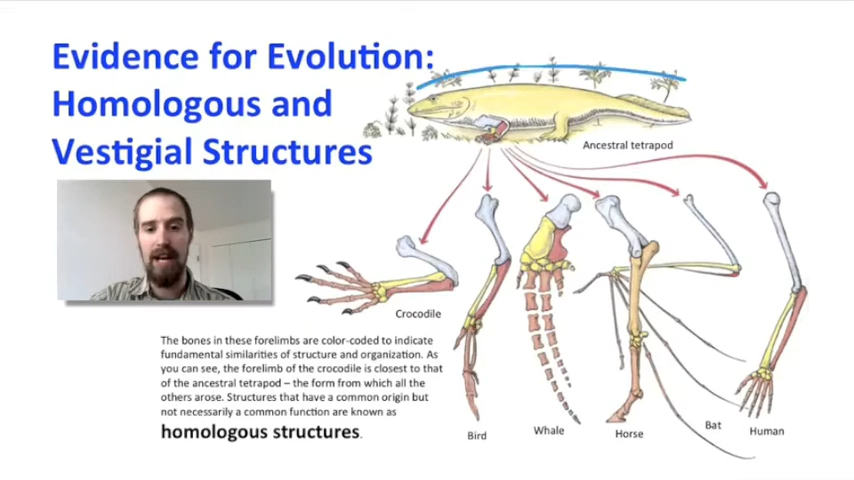 Evidence for Evolution:
Homologous and
Vestigial Structures
Ancestral tetrapod
Crocodile
The bones in these forelimbs are color-coded to indicate
fundamental similarities of structure and organization. As
you can see, the forelimb of the crocodile is closest to that
of the ancestral tetrapod – the form from which all the
others arose. Structures that have a common origin but
not necessarily a common function are known as
homologous structures.
Bird
Whale
Horse
Bat
Human